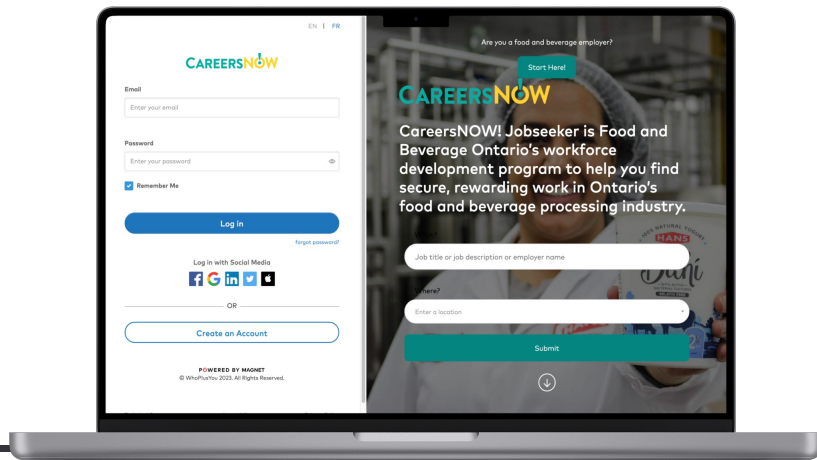 EN | FR
CAREERSNOW
Email
Enter your email
Password
Enter your password
Remember Me
Log in
forgot password?
Log in with Social Media
OR
Create an Account
POWERED BY MAGNET
© WhoPlusYou 2023. All Rights Reserved.
Are you a food and beverage employer?
Start Here!
CAREERSNOW
CareersNOW! Jobseeker is Food and
Beverage Ontario's workforce
development program to help you find
secure, rewarding work in Ontario's
food and beverage processing industry.
Job title or job description or employer name
Where?
Enter a location
Submit
100% NATURAL YOGURT
HANS
Dairy